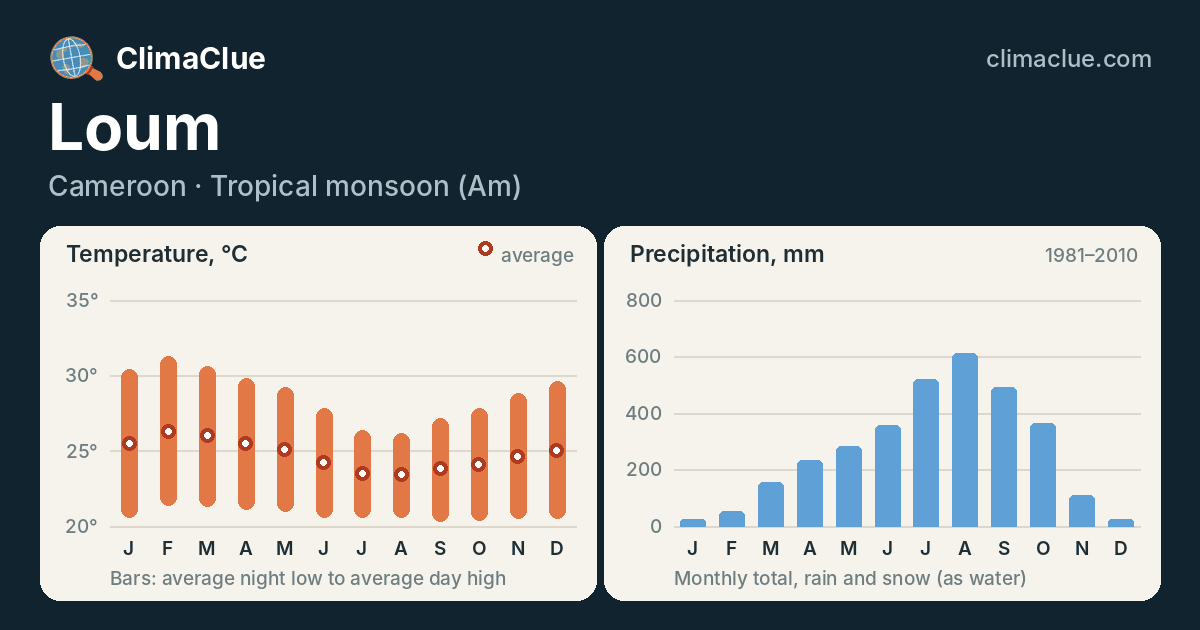 ClimaClue
climaclue.com
Loum
Cameroon · Tropical monsoon (Am)
Temperature, °C
average
35°
30°
25°
20°
J F M A M J J A S O N D
Bars: average night low to average day high
Precipitation, mm
1981–2010
800
600
400
200
0
J F M A M J J A S O N D
Monthly total, rain and snow (as water)